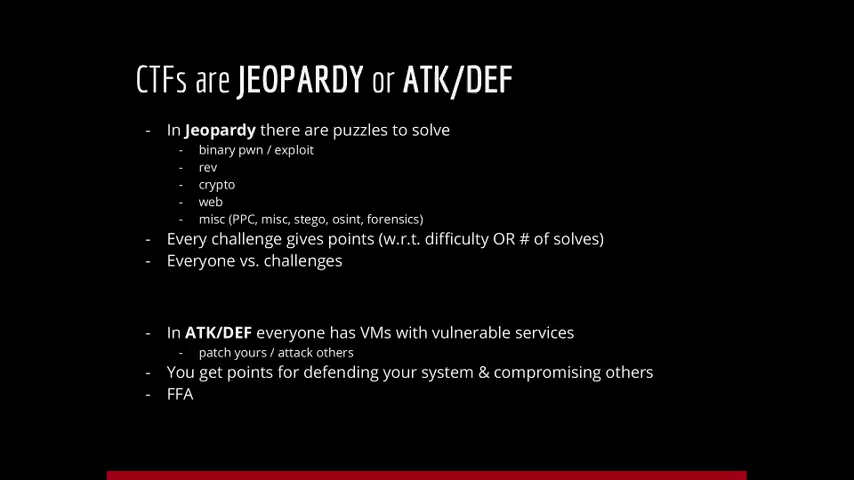 CTFs are JEOPARDY or ATK/DEF
- In Jeopardy there are puzzles to solve
- binary pwn / exploit
- rev
- crypto
- web
- misc (PPC, misc, stego, osint, forensics)
- Every challenge gives points (w.r.t. difficulty OR # of solves)
- Everyone vs. challenges
- In ATK/DEF everyone has VMs with vulnerable services
- patch yours / attack others
- You get points for defending your system & compromising others
- FFA